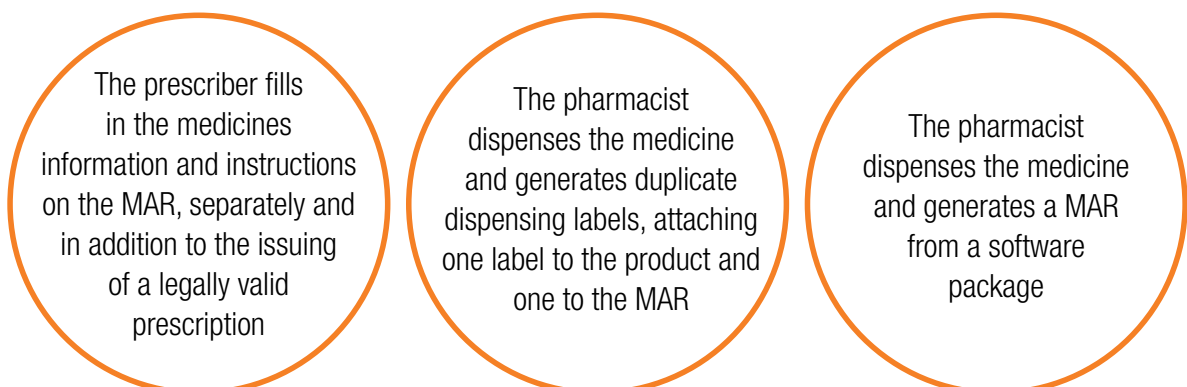 The prescriber fills
in the medicines
information and instructions
on the MAR, separately and
in addition to the issuing
of a legally valid
prescription
The pharmacist
dispenses the medicine
and generates duplicate
dispensing labels, attaching
one label to the product and
one to the MAR
The pharmacist
dispenses the medicine
and generates a MAR
from a software
package